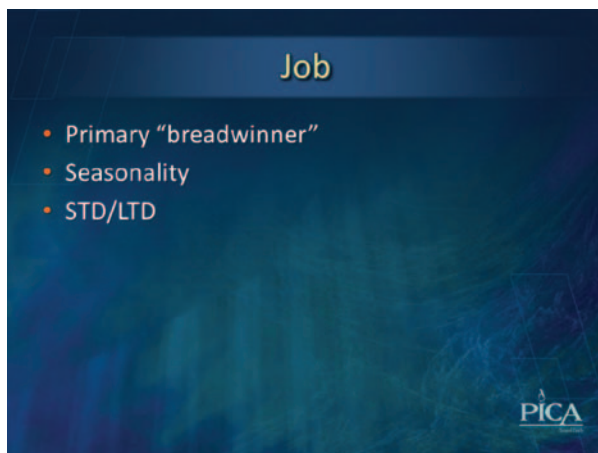 Job
• Primary “breadwinner”
• Seasonality
• STD/LTD
PICA